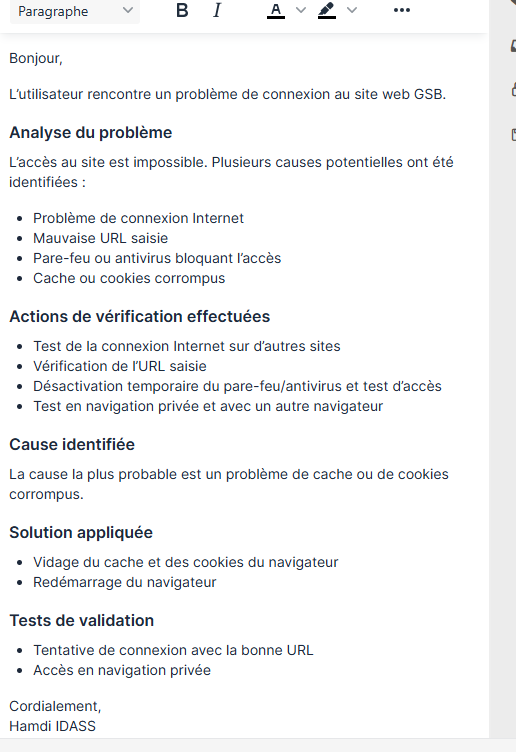 Paragraphe
B I A
Bonjour,
L’utilisateur rencontre un problème de connexion au site web GSB.
Analyse du problème
L’accès au site est impossible. Plusieurs causes potentielles ont été
identifiées :
• Problème de connexion Internet
• Mauvaise URL saisie
• Pare-feu ou antivirus bloquant l’accès
• Cache ou cookies corrompus
Actions de vérification effectuées
• Test de la connexion Internet sur d’autres sites
• Vérification de l’URL saisie
• Désactivation temporaire du pare-feu/antivirus et test d’accès
• Test en navigation privée et avec un autre navigateur
Cause identifiée
La cause la plus probable est un problème de cache ou de cookies
corrompus.
Solution appliquée
• Vidage du cache et des cookies du navigateur
• Redémarrage du navigateur
Tests de validation
• Tentative de connexion avec la bonne URL
• Accès en navigation privée
Cordialement,
Hamdi IDASS